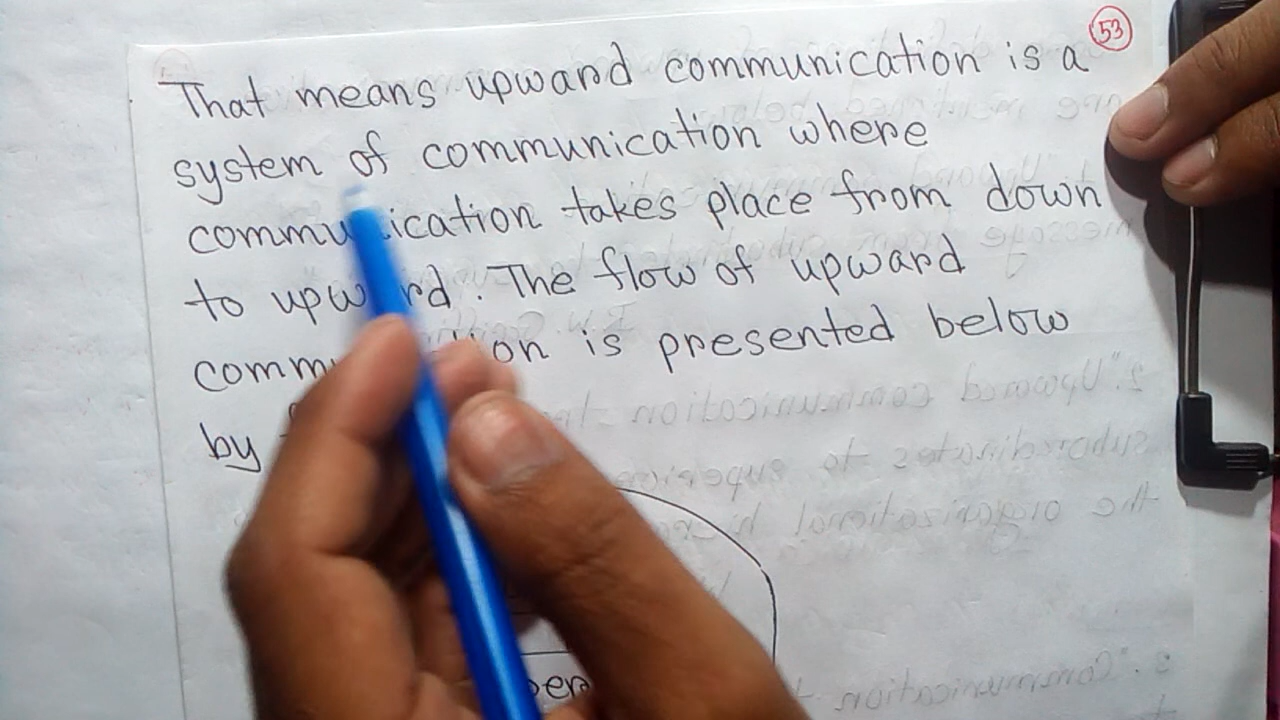 53
That means upward communication is a
system of communication where
communication takes place from down
to upward. The flow of upward
is presented below
by